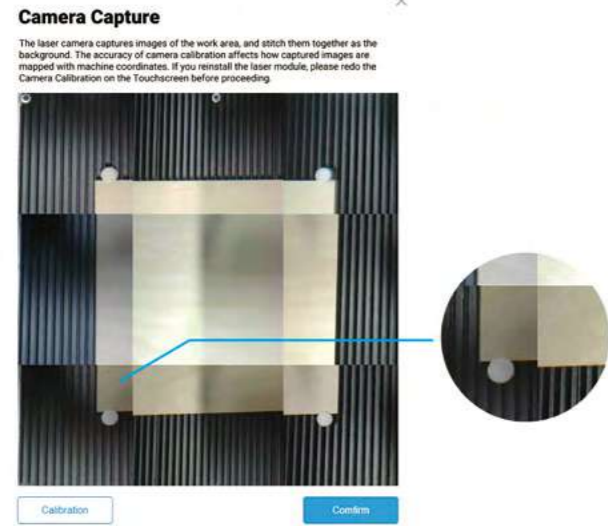 Camera Capture
The laser camera captures images of the work area, and stitch them together as the
background. The accuracy of camera calibration affects how captured images are
mapped with machine coordinates. If you reinstall the laser module, please redo the
Camera Calibration on the Touchscreen before proceeding.
Calibration
Comfirm